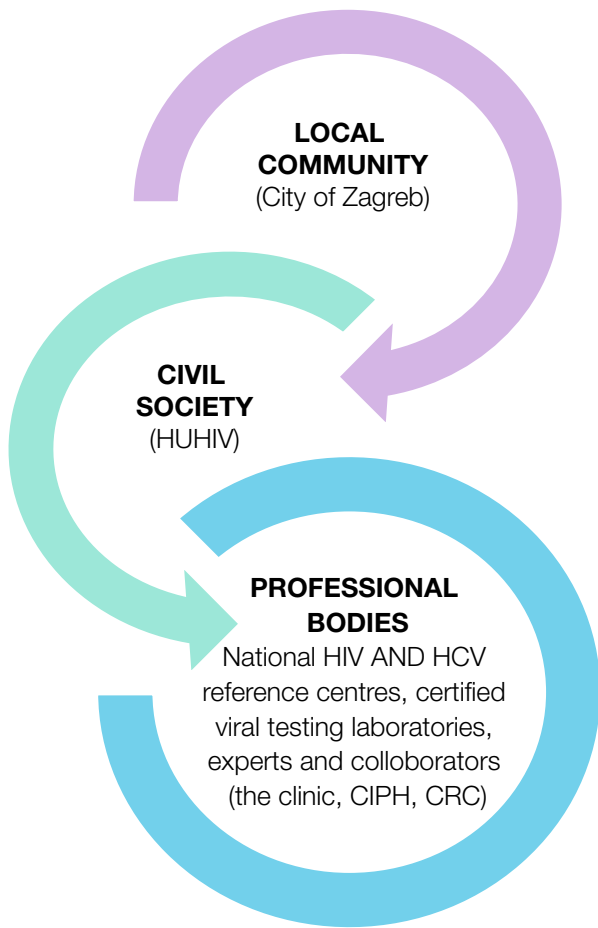 LOCAL
COMMUNITY
(City of Zagreb)
CIVIL
SOCIETY
(HUHIV)
PROFESSIONAL
BODIES
National HIV AND HCV
reference centres, certified
viral testing laboratories,
experts and colloborators
(the clinic, CIPH, CRC)